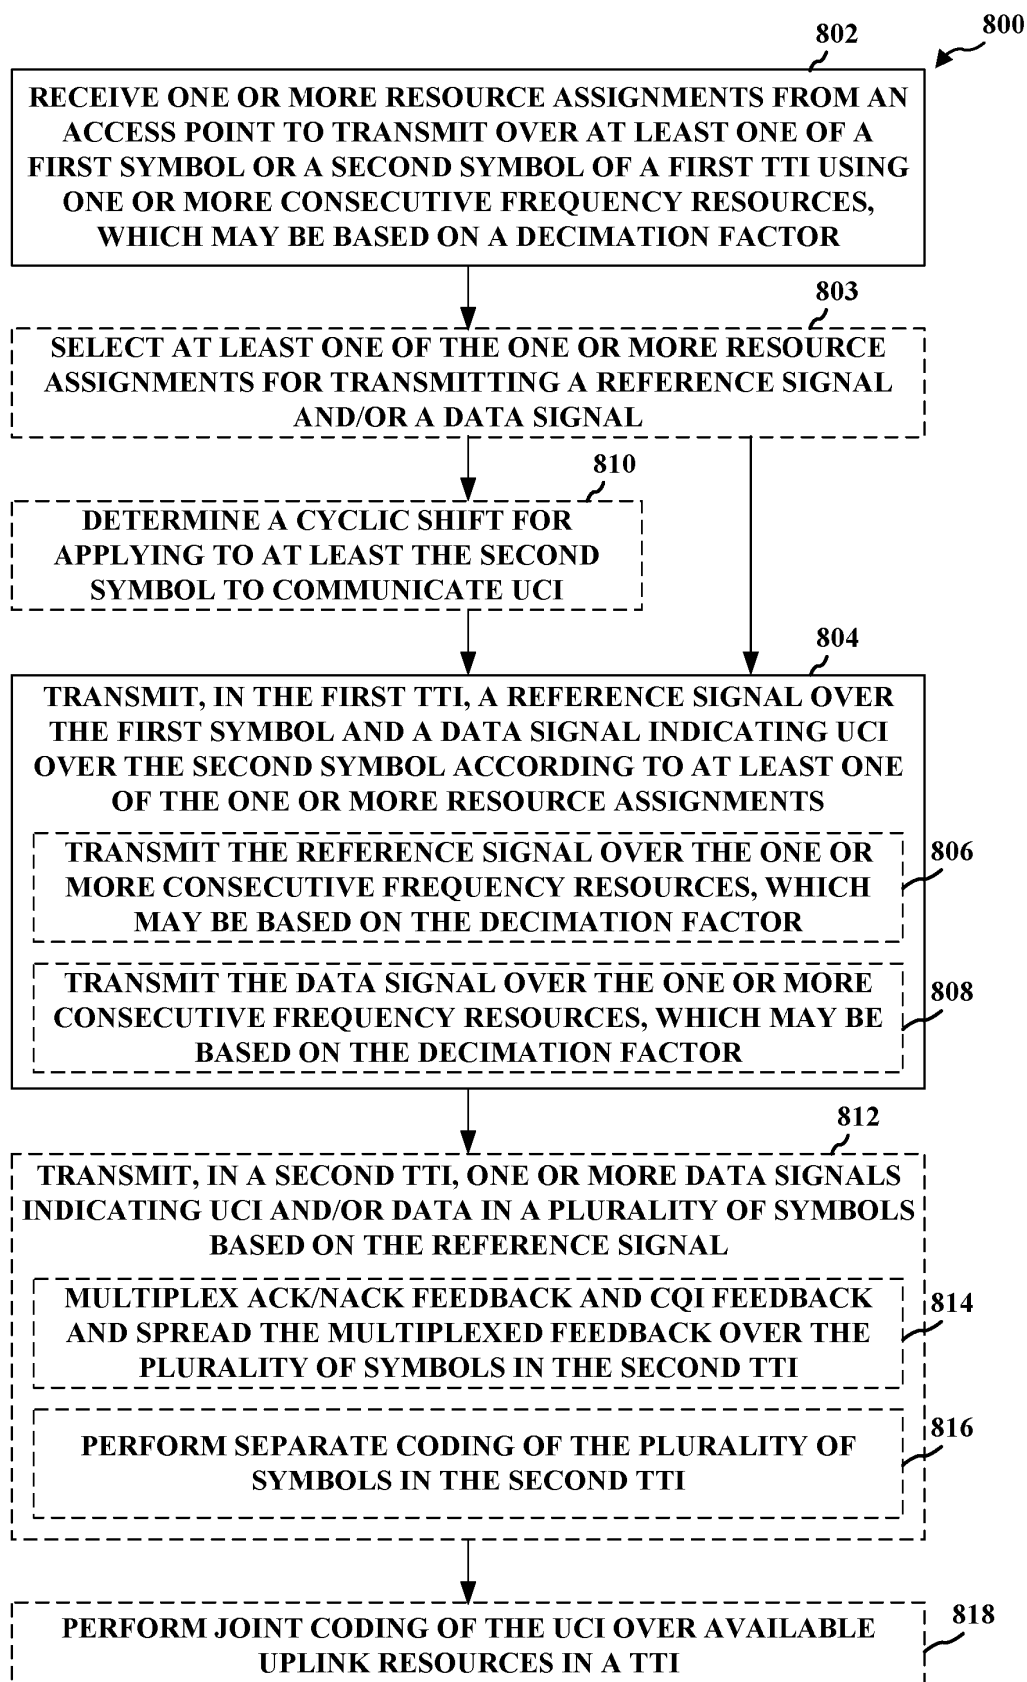 800
802
RECEIVE ONE OR MORE RESOURCE ASSIGNMENTS FROM AN
ACCESS POINT TO TRANSMIT OVER AT LEAST ONE OF A
FIRST SYMBOL OR A SECOND SYMBOL OF A FIRST TTI USING
ONE OR MORE CONSECUTIVE FREQUENCY RESOURCES,
WHICH MAY BE BASED ON A DECIMATION FACTOR
803
SELECT AT LEAST ONE OF THE ONE OR MORE RESOURCE
ASSIGNMENTS FOR TRANSMITTING A REFERENCE SIGNAL
AND/OR A DATA SIGNAL
810
DETERMINE A CYCLIC SHIFT FOR
APPLYING TO AT LEAST THE SECOND
SYMBOL TO COMMUNICATE UCI
804
TRANSMIT, IN THE FIRST TTI, A REFERENCE SIGNAL OVER
THE FIRST SYMBOL AND A DATA SIGNAL INDICATING UCI
OVER THE SECOND SYMBOL ACCORDING TO AT LEAST ONE
OF THE ONE OR MORE RESOURCE ASSIGNMENTS
TRANSMIT THE REFERENCE SIGNAL OVER THE ONE OR
MORE CONSECUTIVE FREQUENCY RESOURCES, WHICH
MAY BE BASED ON THE DECIMATION FACTOR
806
TRANSMIT THE DATA SIGNAL OVER THE ONE OR MORE
CONSECUTIVE FREQUENCY RESOURCES, WHICH MAY BE
BASED ON THE DECIMATION FACTOR
808
812
TRANSMIT, IN A SECOND TTI, ONE OR MORE DATA SIGNALS
INDICATING UCI AND/OR DATA IN A PLURALITY OF SYMBOLS
BASED ON THE REFERENCE SIGNAL
MULTIPLEX ACK/NACK FEEDBACK AND CQI FEEDBACK
AND SPREAD THE MULTIPLEXED FEEDBACK OVER THE
PLURALITY OF SYMBOLS IN THE SECOND TTI
814
PERFORM SEPARATE CODING OF THE PLURALITY OF
SYMBOLS IN THE SECOND TTI
816
PERFORM JOINT CODING OF THE UCI OVER AVAILABLE
UPLINK RESOURCES IN A TTI
818